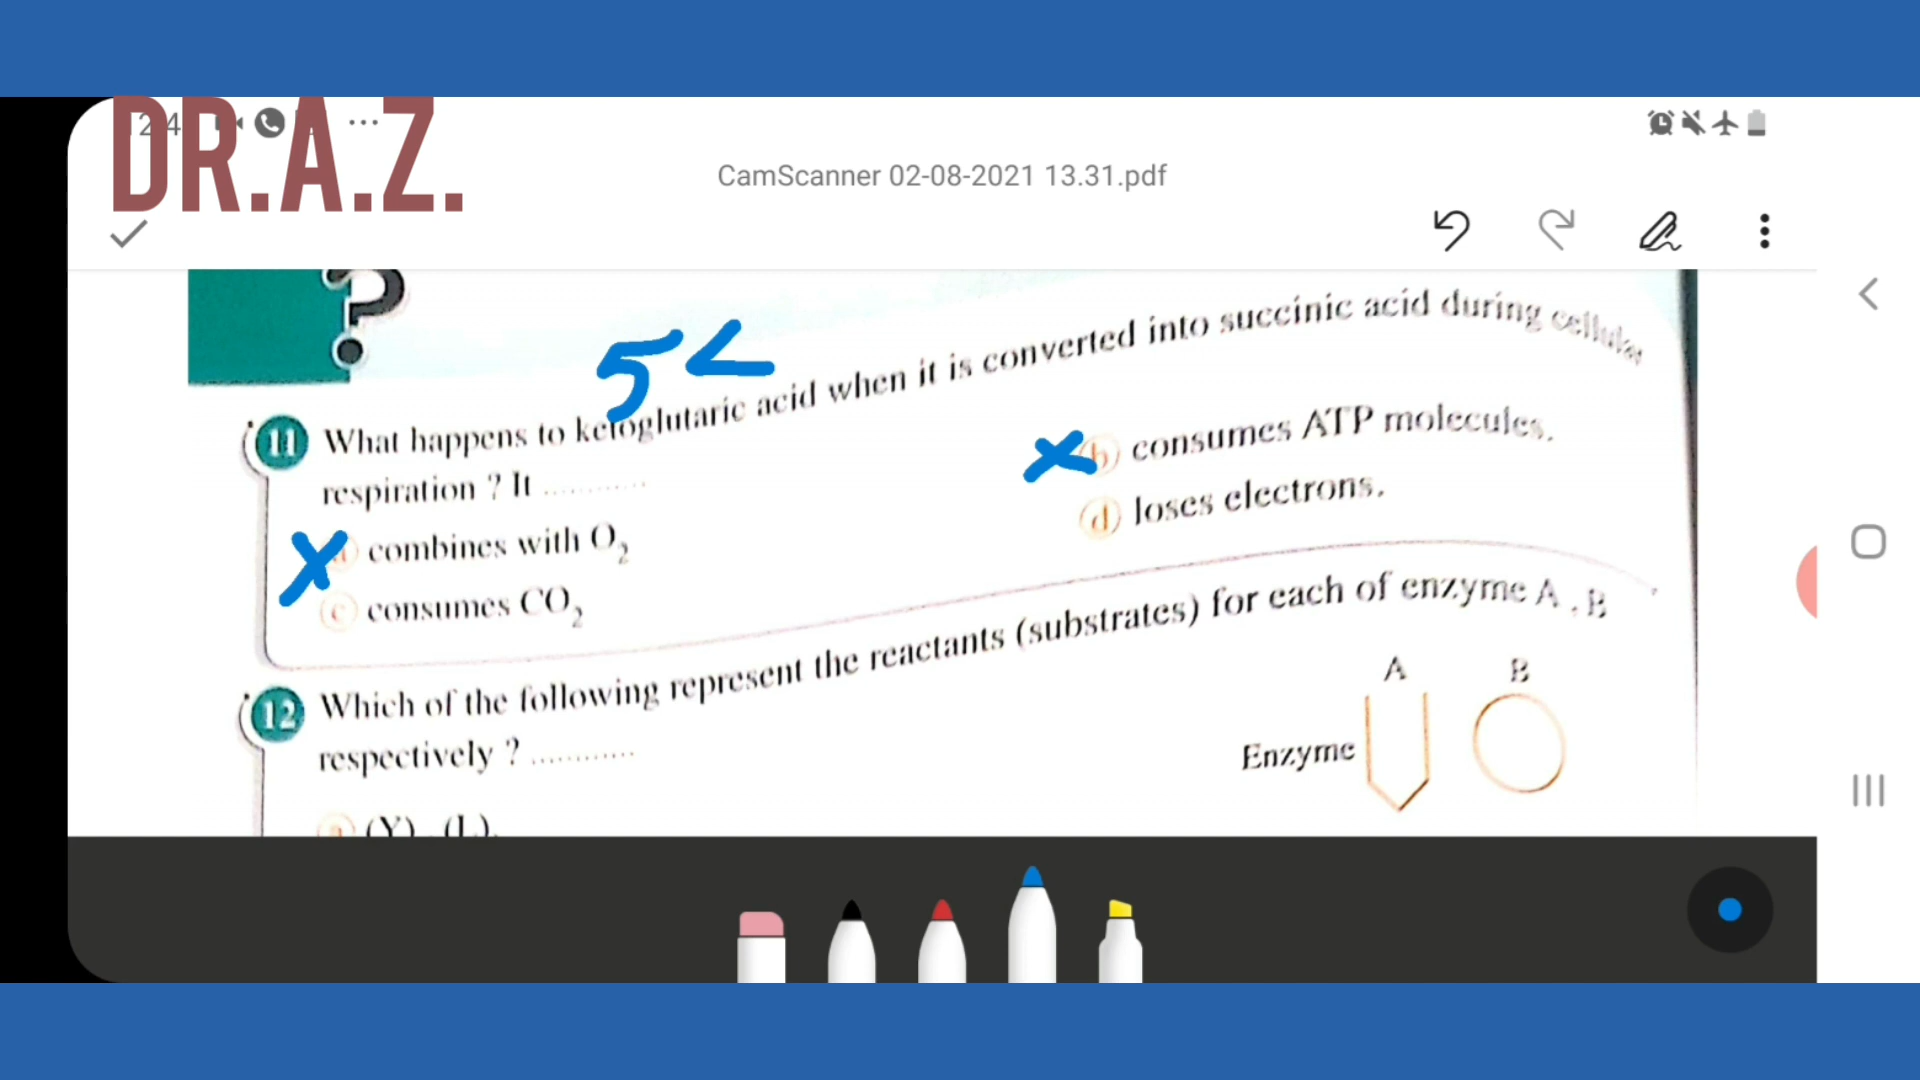 DR.A.Z.
CamScanner 02-08-2021 13.31.pdf
?
5 <
11 What happens to ketoglutaric acid when it is converted into succinic acid during cellular
respiration ? It ............
a combines with O₂
x b consumes ATP molecules.
c consumes CO₂
d loses electrons.
12 Which of the following represent the reactants (substrates) for each of enzyme A , B
respectively ? ............
A B
Enzyme
a (Y) . (L).